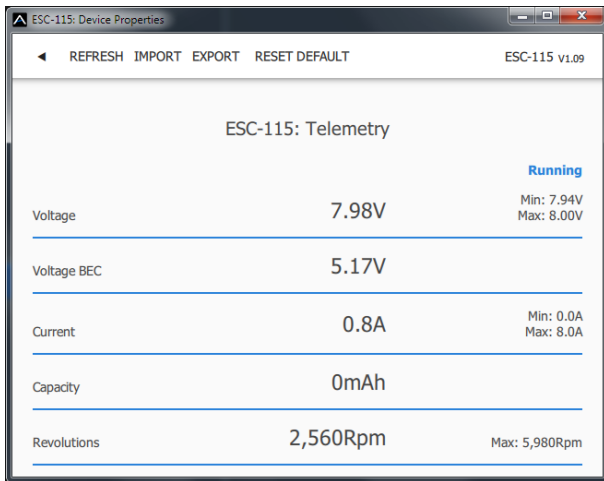 ESC-115: Device Properties
REFRESH IMPORT EXPORT RESET DEFAULT ESC-115 V1.09
ESC-115: Telemetry
Running
Voltage 7.98V Min: 7.94V
Max: 8.00V
Voltage BEC 5.17V
Current 0.8A Min: 0.0A
Max: 8.0A
Capacity 0mAh
Revolutions 2,560Rpm Max: 5,980Rpm